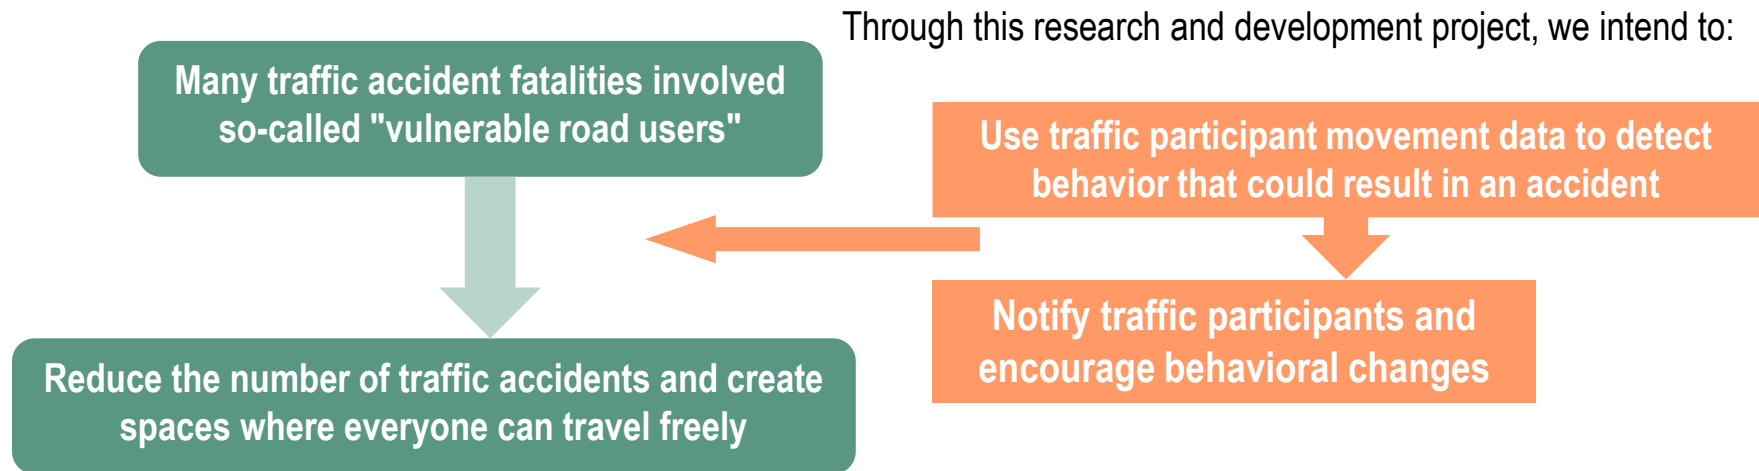 Through this research and development project, we intend to:
Many traffic accident fatalities involved
so-called "vulnerable road users"
Use traffic participant movement data to detect
behavior that could result in an accident
Notify traffic participants and
encourage behavioral changes
Reduce the number of traffic accidents and create
spaces where everyone can travel freely